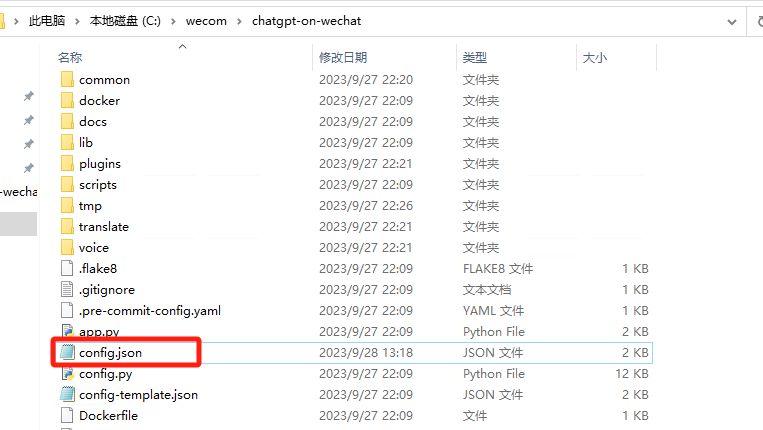 此电脑 > 本地磁盘 (C:) > wecom > chatgpt-on-wechat
名称 修改日期 类型 大小
common 2023/9/27 22:20 文件夹
docker 2023/9/27 22:09 文件夹
docs 2023/9/27 22:09 文件夹
lib 2023/9/27 22:09 文件夹
plugins 2023/9/27 22:21 文件夹
scripts 2023/9/27 22:09 文件夹
-wecha
tmp 2023/9/27 22:26 文件夹
translate 2023/9/27 22:21 文件夹
voice 2023/9/27 22:21 文件夹
.flake8 2023/9/27 22:09 FLAKE8 文件 1 KB
.gitignore 2023/9/27 22:09 文本文档 1 KB
.pre-commit-config.yaml 2023/9/27 22:09 YAML 文件 1 KB
app.py 2023/9/27 22:09 Python File 2 KB
config.json 2023/9/28 13:18 JSON 文件 2 KB
config.py 2023/9/27 22:09 Python File 12 KB
config-template.json 2023/9/27 22:09 JSON 文件 2 KB
Dockerfile 2023/9/27 22:09 文件 1 KB